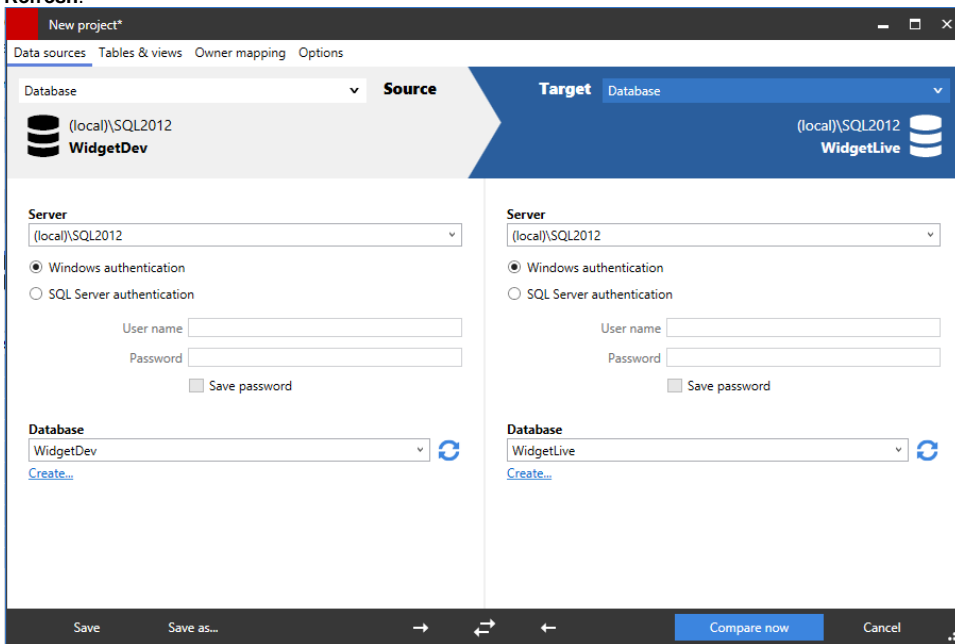 Refresh.
New project*
Data sources Tables & views Owner mapping Options
Database Source Target Database
(local)\SQL2012
WidgetDev
(local)\SQL2012
WidgetLive
Server
(local)\SQL2012
Windows authentication
SQL Server authentication
User name
Password
Save password
Database
WidgetDev
Create...
Server
(local)\SQL2012
Windows authentication
SQL Server authentication
User name
Password
Save password
Database
WidgetLive
Create...
Save Save as... Compare now Cancel